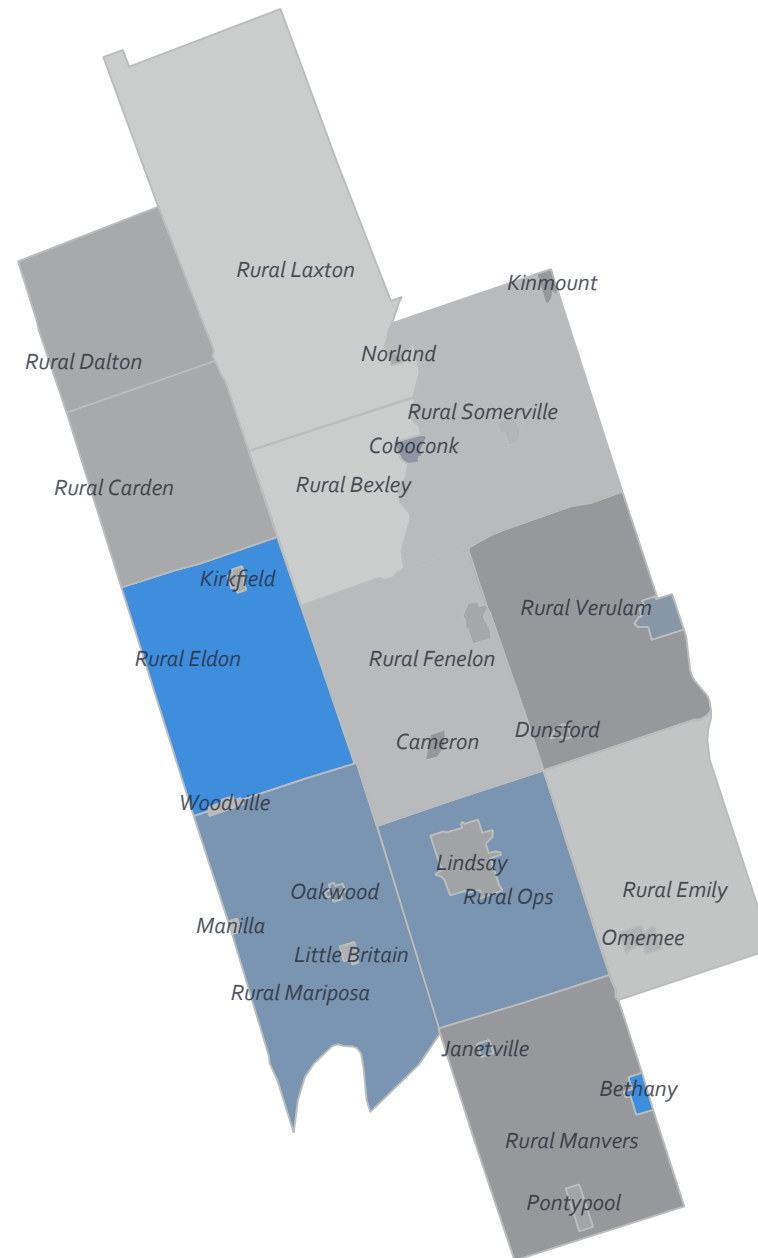 Rural Laxton
Kinmount
Norland
Rural Dalton
Rural Somerville
Coboconk
Rural Bexley
Rural Carden
Kirkfield
Rural Verulam
Rural Eldon
Rural Fenelon
Dunsford
Cameron
Woodville
Lindsay
Rural Emily
Oakwood
Rural Ops
Manilla
Omemee
Little Britain
Rural Mariposa
Janetville
Bethany
Rural Manvers
Pontypool